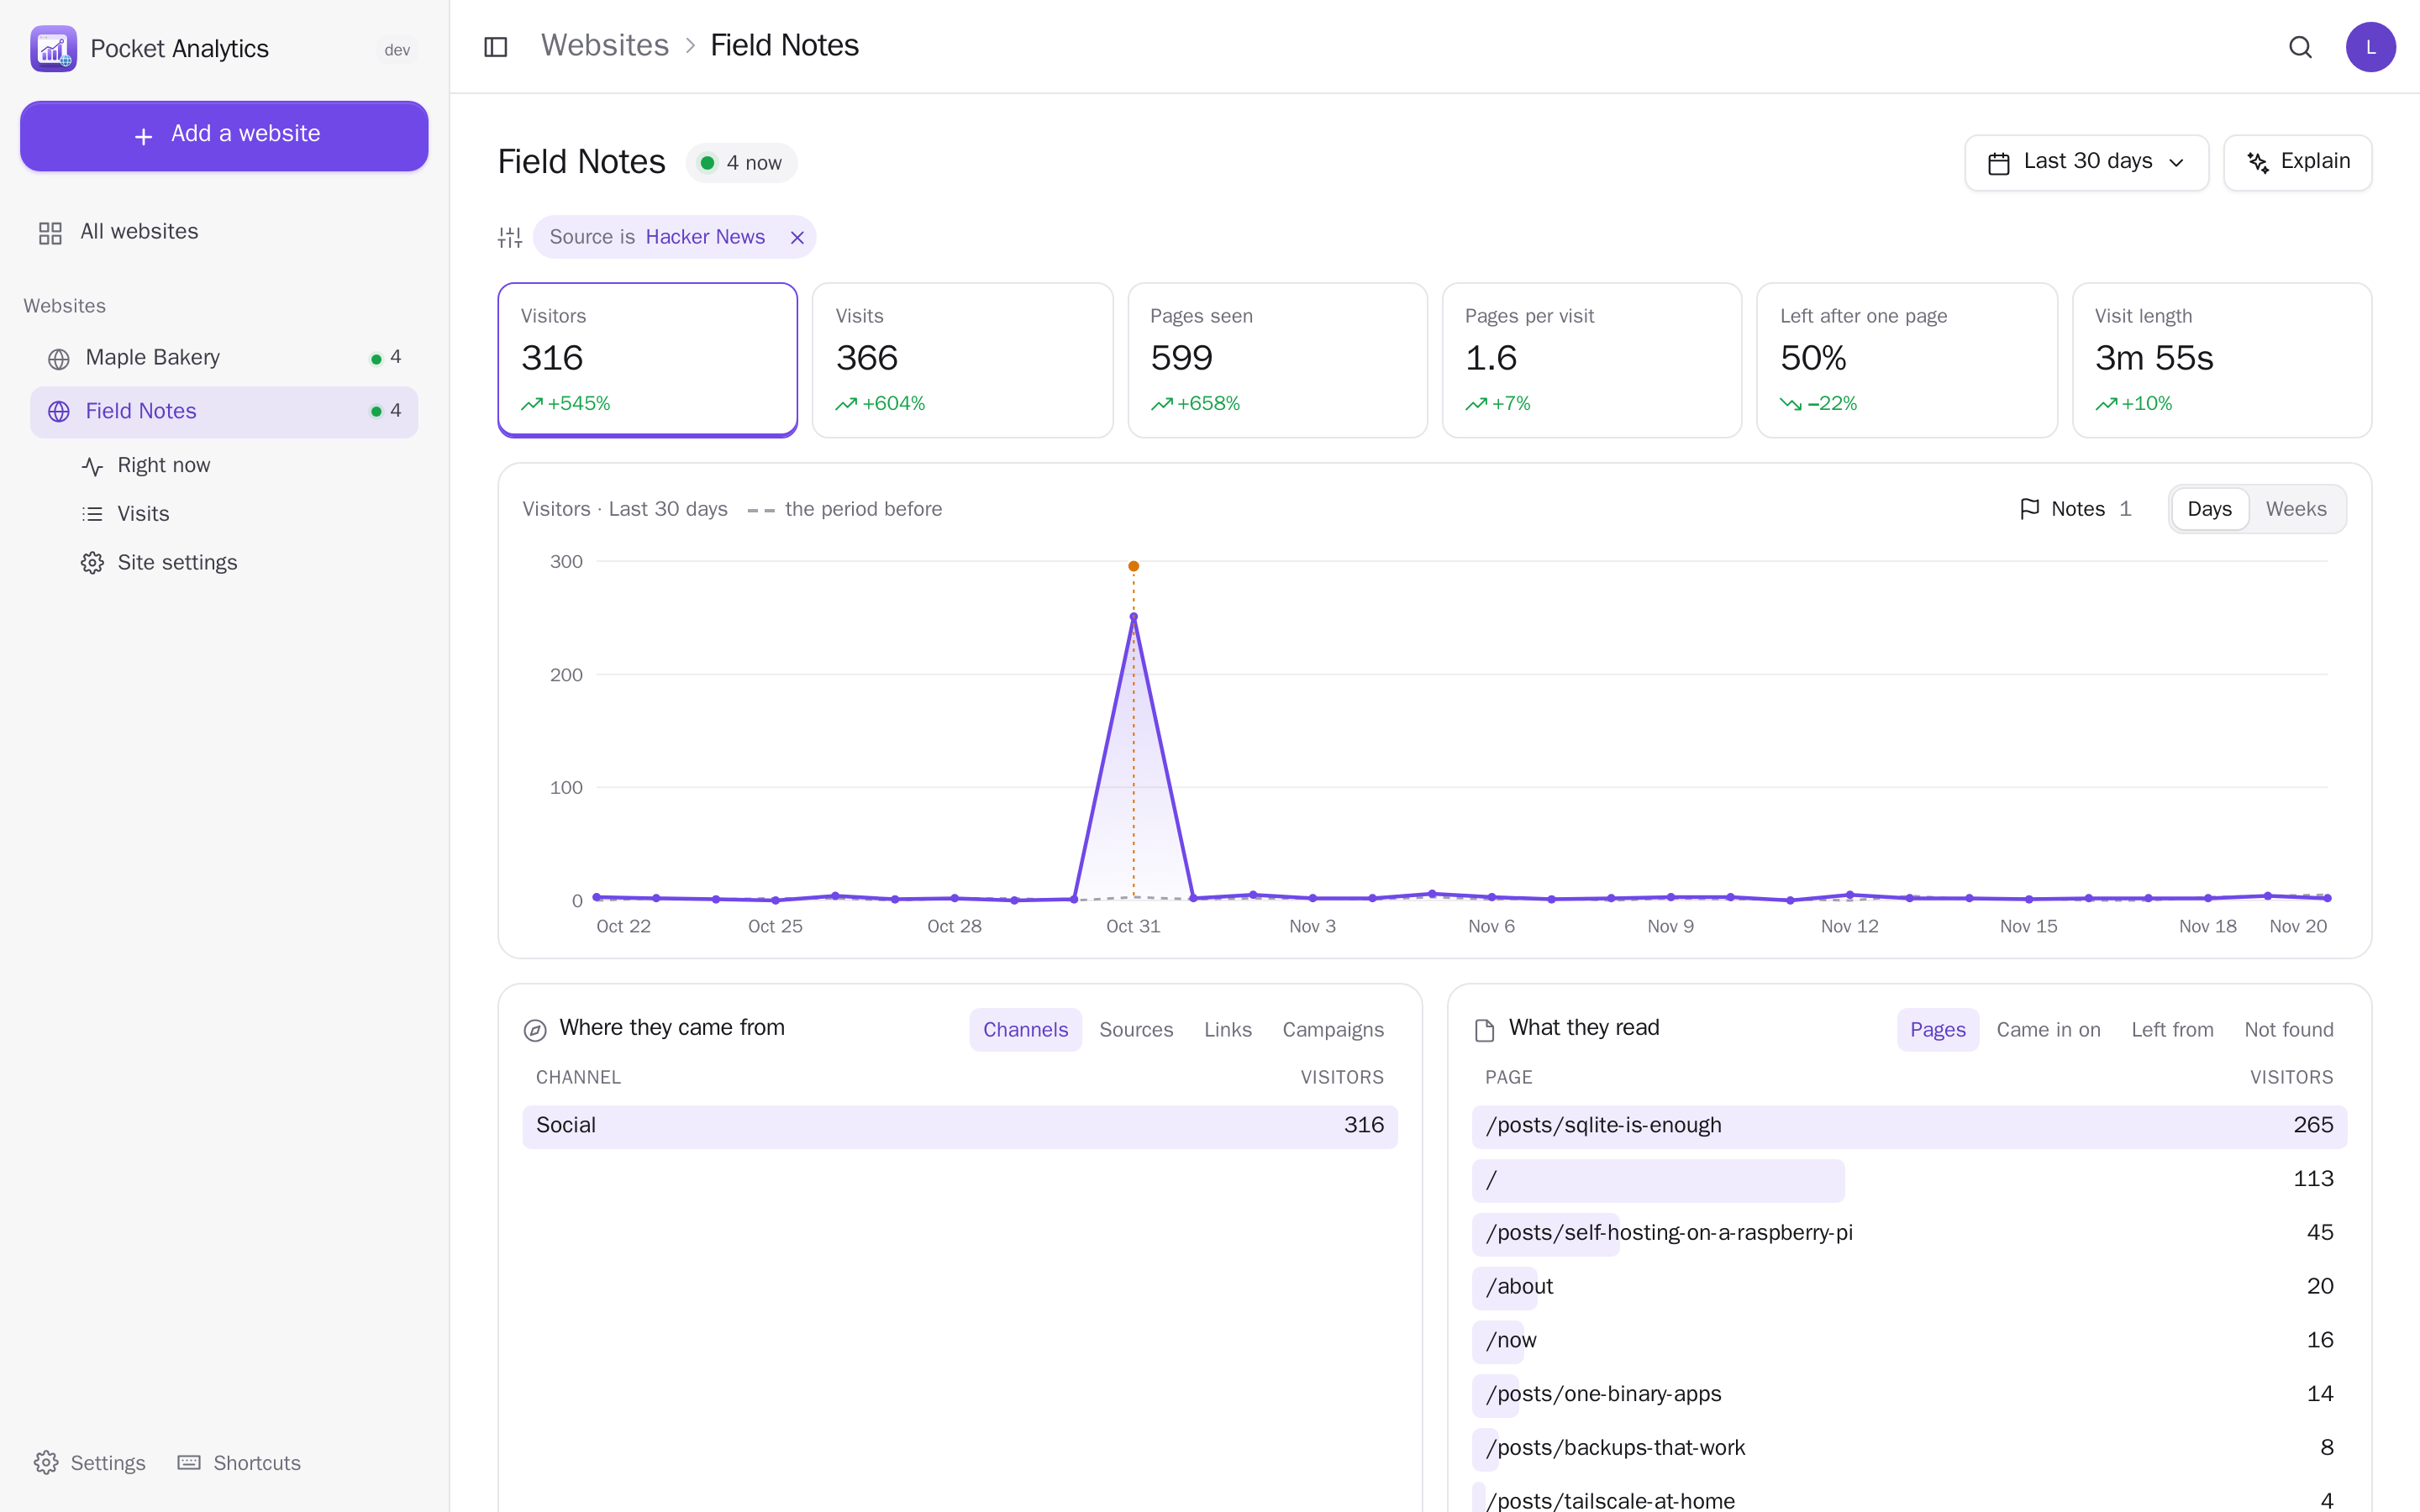 Pocket Analytics dev
Add a website
All websites
Websites
Maple Bakery 4
Field Notes 4
Right now
Visits
Site settings
Settings Shortcuts
Websites > Field Notes L
Field Notes 4 now Last 30 days Explain
Source is Hacker News
Visitors
316
+545%
Visits
366
+604%
Pages seen
599
+658%
Pages per visit
1.6
+7%
Left after one page
50%
–22%
Visit length
3m 55s
+10%
Visitors · Last 30 days the period before Notes 1 Days Weeks
300
200
100
0
Oct 22 Oct 25 Oct 28 Oct 31 Nov 3 Nov 6 Nov 9 Nov 12 Nov 15 Nov 18 Nov 20
Where they came from Channels Sources Links Campaigns
CHANNEL VISITORS
Social 316
What they read Pages Came in on Left from Not found
PAGE VISITORS
/posts/sqlite-is-enough 265
/ 113
/posts/self-hosting-on-a-raspberry-pi 45
/about 20
/now 16
/posts/one-binary-apps 14
/posts/backups-that-work 8
/posts/tailscale-at-home 4